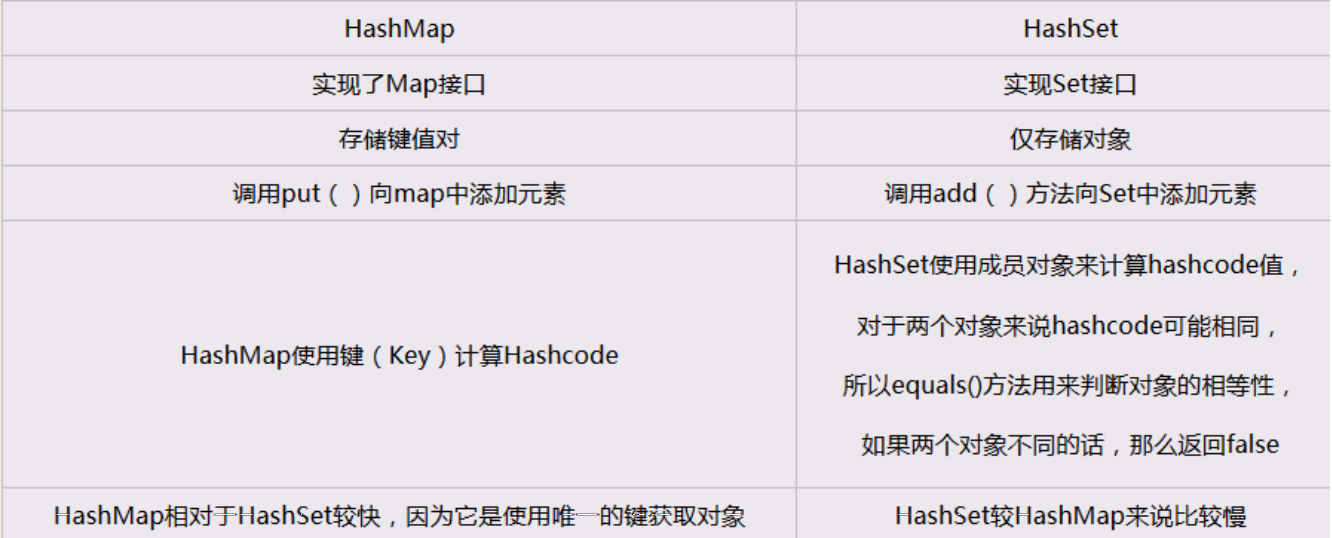 HashMap
HashSet
实现了Map接口
实现Set接口
存储键值对
仅存储对象
调用put（）向map中添加元素
调用add（）方法向Set中添加元素
HashMap使用键（Key）计算Hashcode
HashSet使用成员对象来计算hashcode值，
对于两个对象来说hashcode可能相同，
所以equals()方法用来判断对象的相等性，
如果两个对象不同的话，那么返回false
HashMap相对于HashSet较快，因为它是使用唯一的键获取对象
HashSet较HashMap来说比较慢